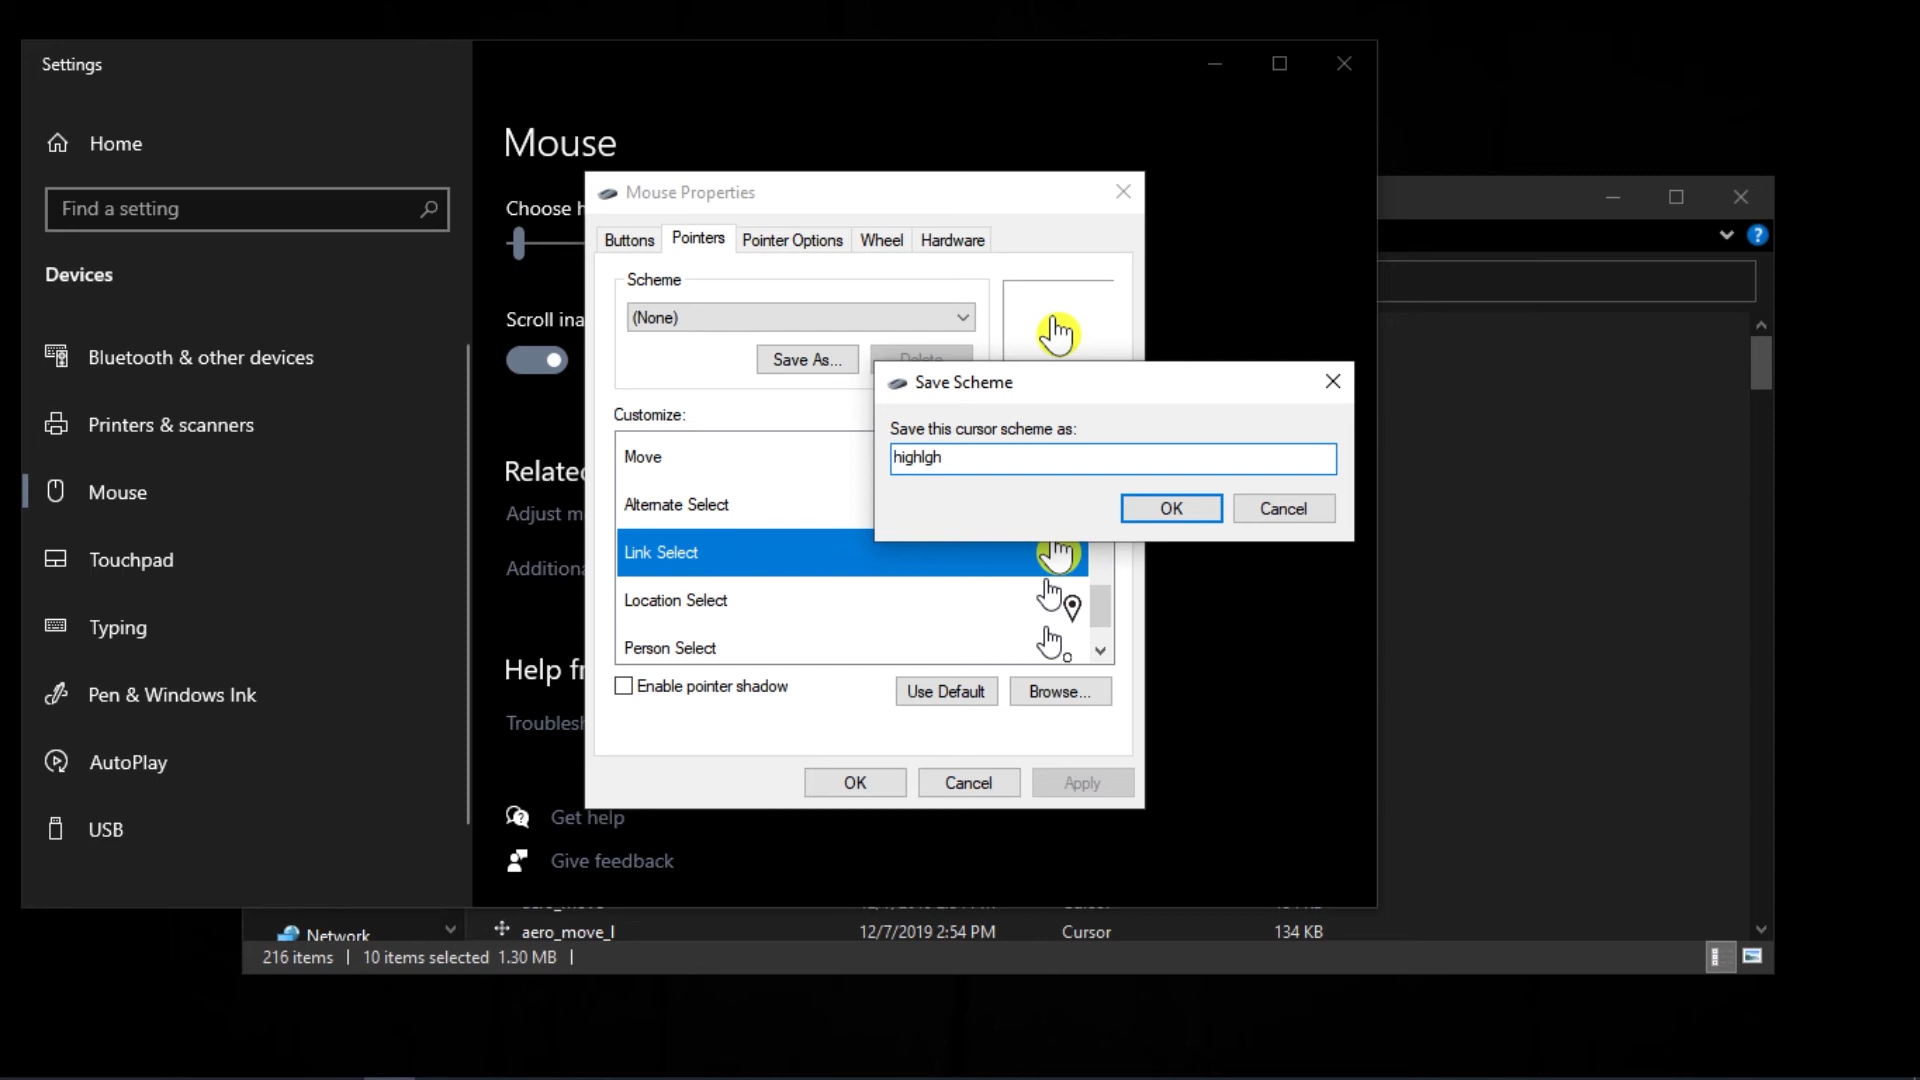 Settings
Home
Find a setting
Devices
Bluetooth & other devices
Printers & scanners
Mouse
Touchpad
Typing
Pen & Windows Ink
AutoPlay
USB
Mouse
Choose h
Scroll ina
Related
Adjust m
Additiona
Help fr
Troublesh
Get help
Give feedback
Mouse Properties
Buttons
Pointers
Pointer Options
Wheel
Hardware
Scheme
(None)
Save As...
Delete
Customize:
Move
Alternate Select
Link Select
Location Select
Person Select
Enable pointer shadow
Use Default
Browse...
OK
Cancel
Apply
Save Scheme
Save this cursor scheme as:
highlgh
OK
Cancel
Network
aero_move_l 12/7/2019 2:54 PM Cursor 134 KB
216 items | 10 items selected 1.30 MB |